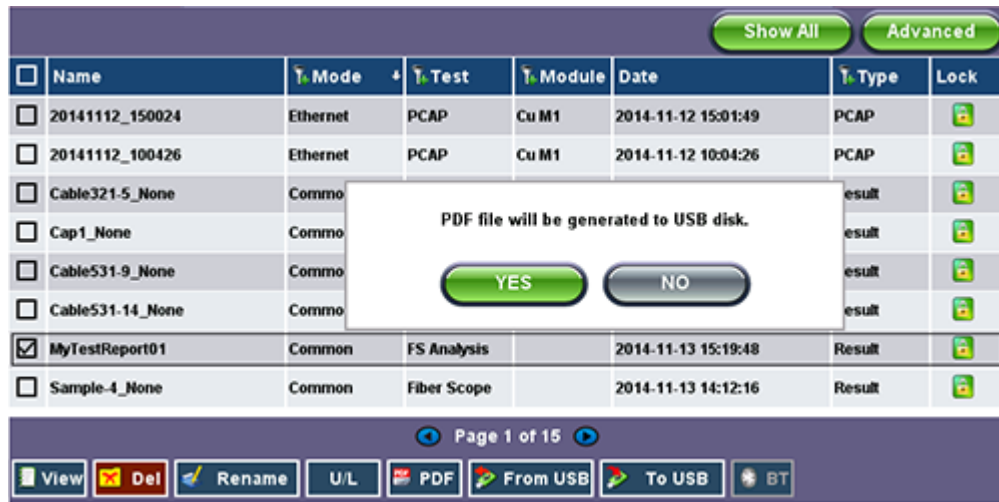 Show All Advanced
Name Mode Test Module Date Type Lock
20141112_150024 Ethernet PCAP Cu M1 2014-11-12 15:01:49 PCAP
20141112_100426 Ethernet PCAP Cu M1 2014-11-12 10:04:26 PCAP
Cable321-5_None Commo esult
PDF file will be generated to USB disk.
Cap1_None Commo esult
Cable531-9_None Commo esult
YES NO
Cable531-14_None Commo esult
MyTestReport01 Common FS Analysis 2014-11-13 15:19:48 Result
Sample-4_None Common Fiber Scope 2014-11-13 14:12:16 Result
Page 1 of 15
View Del Rename U/L PDF From USB To USB BT